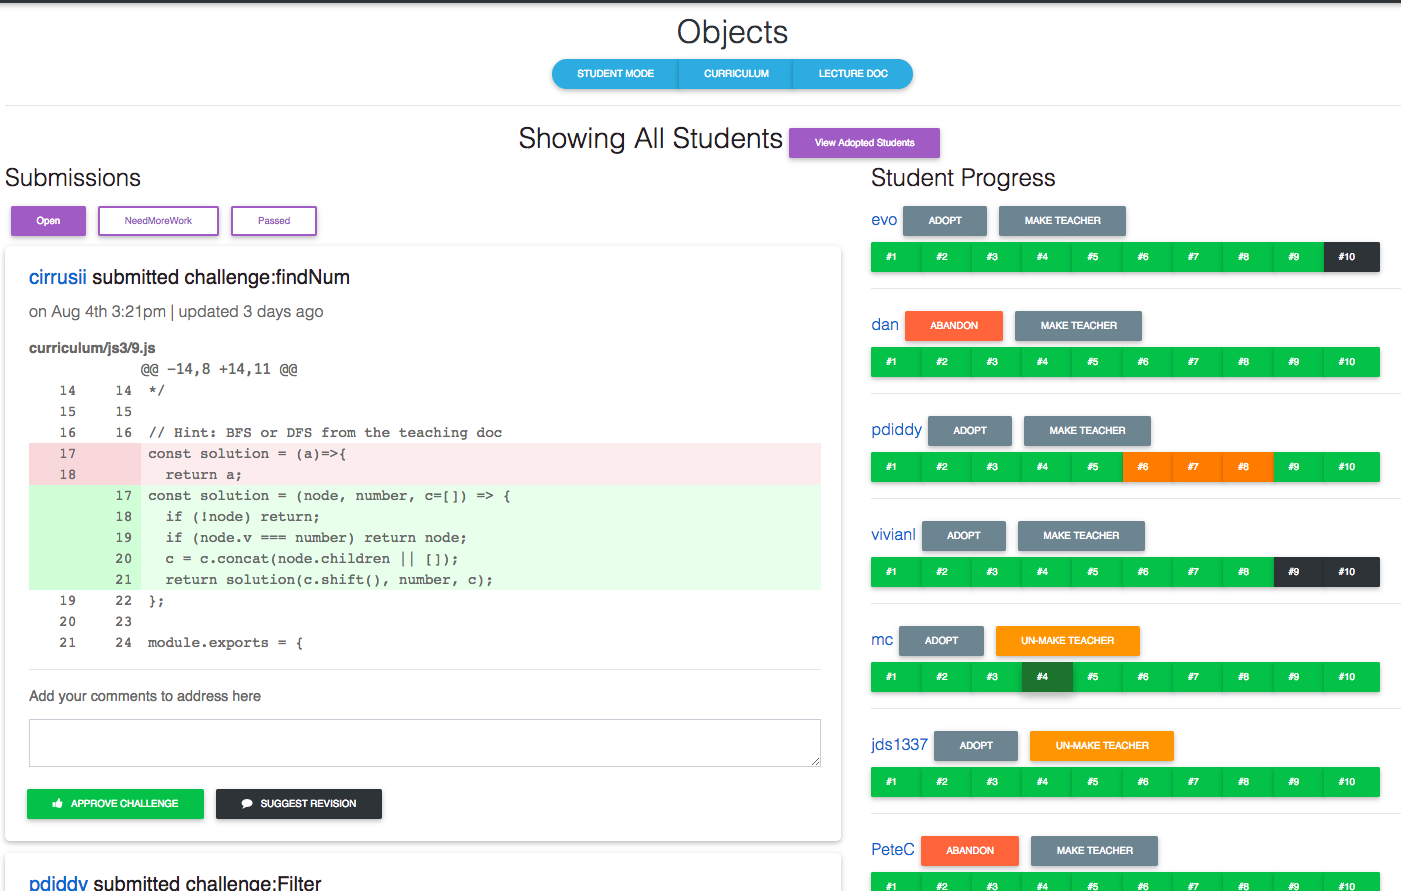 Objects
STUDENT MODE CURRICULUM LECTURE DOC
Showing All Students View Adopted Students
Submissions
Open NeedMoreWork Passed
cirrusii submitted challenge:findNum
on Aug 4th 3:21pm | updated 3 days ago
curriculum/js3/9.js
@@ -14,8 +14,11 @@
14 14 */
15 15
16 16 // Hint: BFS or DFS from the teaching doc
17 const solution = (a)=>{
18 return a;
17 const solution = (node, number, c=[]) => {
18 if (!node) return;
19 if (node.v === number) return node;
20 c = c.concat(node.children || []);
21 return solution(c.shift(), number, c);
19 22 };
20 23
21 24 module.exports = {
Add your comments to address here
APPROVE CHALLENGE SUGGEST REVISION
pdiddy submitted challenge:Filter
Student Progress
evo ADOPT MAKE TEACHER
#1 #2 #3 #4 #5 #6 #7 #8 #9 #10
dan ABANDON MAKE TEACHER
#1 #2 #3 #4 #5 #6 #7 #8 #9 #10
pdiddy ADOPT MAKE TEACHER
#1 #2 #3 #4 #5 #6 #7 #8 #9 #10
vivianl ADOPT MAKE TEACHER
#1 #2 #3 #4 #5 #6 #7 #8 #9 #10
mc ADOPT UN-MAKE TEACHER
#1 #2 #3 #4 #5 #6 #7 #8 #9 #10
jds1337 ADOPT UN-MAKE TEACHER
#1 #2 #3 #4 #5 #6 #7 #8 #9 #10
PeteC ABANDON MAKE TEACHER
#1 #2 #3 #4 #5 #6 #7 #8 #9 #10